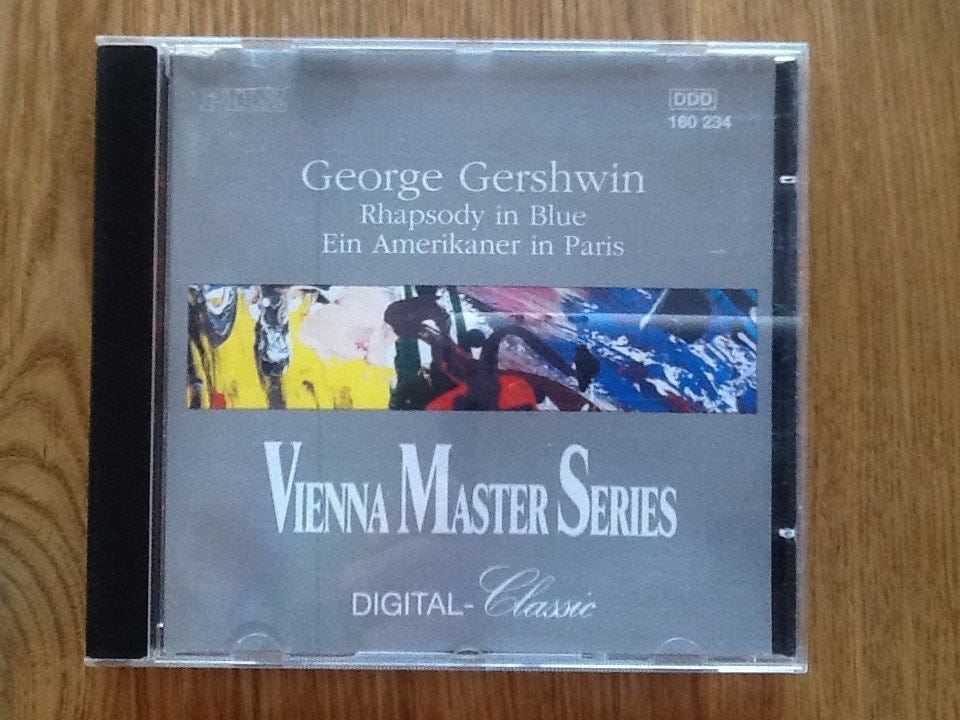 DDD
160 234
George Gershwin
Rhapsody in Blue
Ein Amerikaner in Paris
VIENNA MASTER SERIES
DIGITAL-Classic